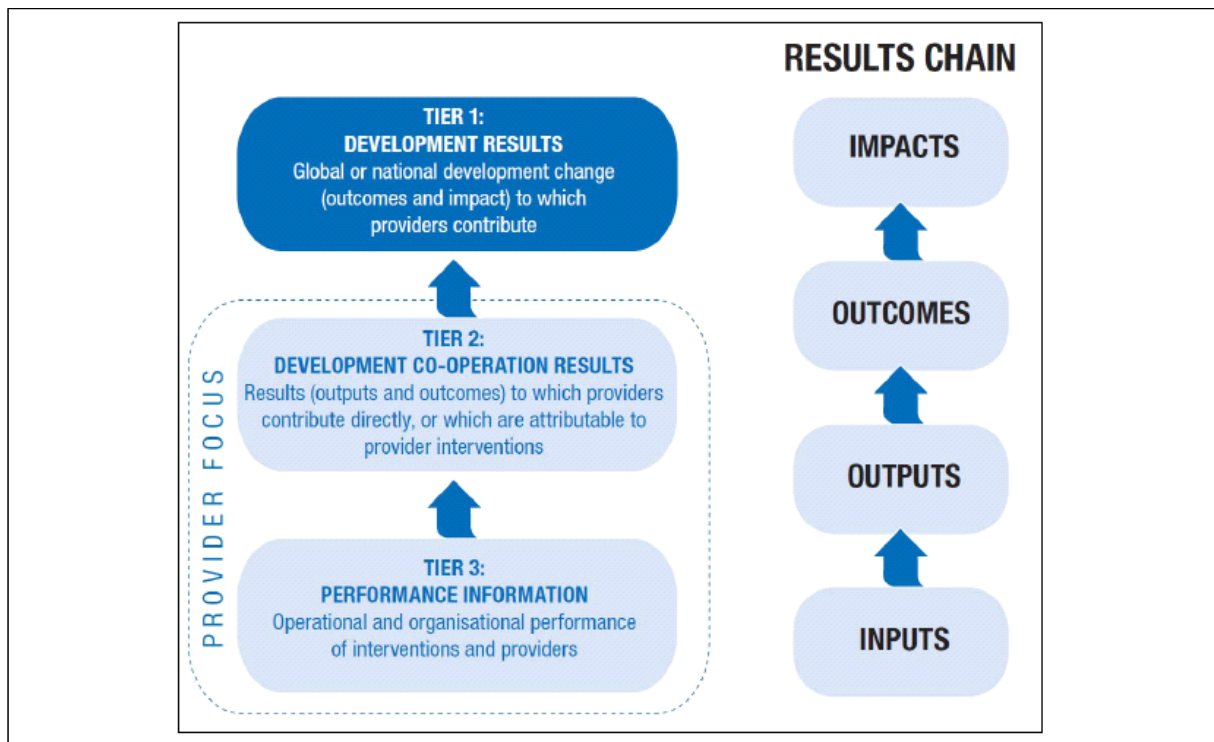 TIER 1:
DEVELOPMENT RESULTS
Global or national development change
(outcomes and impact) to which
providers contribute
PROVIDER FOCUS
TIER 2:
DEVELOPMENT CO-OPERATION RESULTS
Results (outputs and outcomes) to which providers
contribute directly, or which are attributable to
provider interventions
TIER 3:
PERFORMANCE INFORMATION
Operational and organisational performance
of interventions and providers
RESULTS CHAIN
IMPACTS
OUTCOMES
OUTPUTS
INPUTS